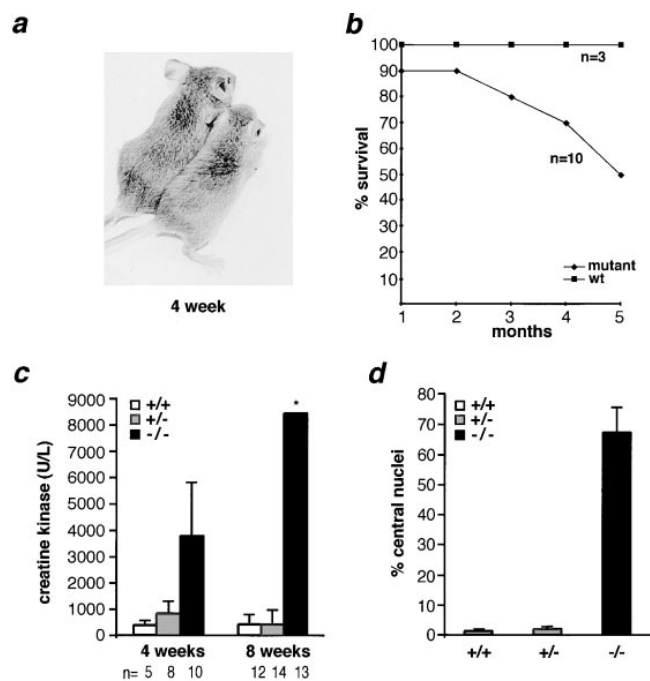 a
4 week
b
100
90
80
70
60
50
40
30
20
10
% survival
n=3
n=10
mutant
wt
1 2 3 4 5
months
c
+/+
+/-
-/-
9000
8000
7000
6000
5000
4000
3000
2000
1000
0
creatine kinase (U/L)
*
4 weeks 8 weeks
n= 5 8 10 12 14 13
d
+/+
+/-
-/-
80
70
60
50
40
30
20
10
0
% central nuclei
+/+ +/- -/-